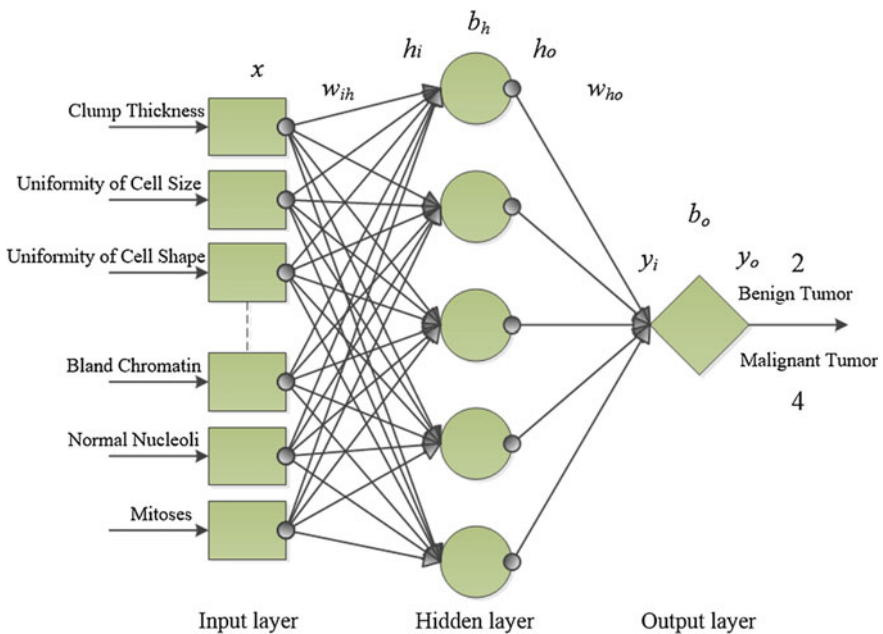 b_h
x
h_i
h_o
w_ih
w_ho
Clump Thickness
Uniformity of Cell Size
Uniformity of Cell Shape
b_o
y_i
y_o
2
Benign Tumor
Bland Chromatin
Malignant Tumor
4
Normal Nucleoli
Mitoses
Input layer
Hidden layer
Output layer